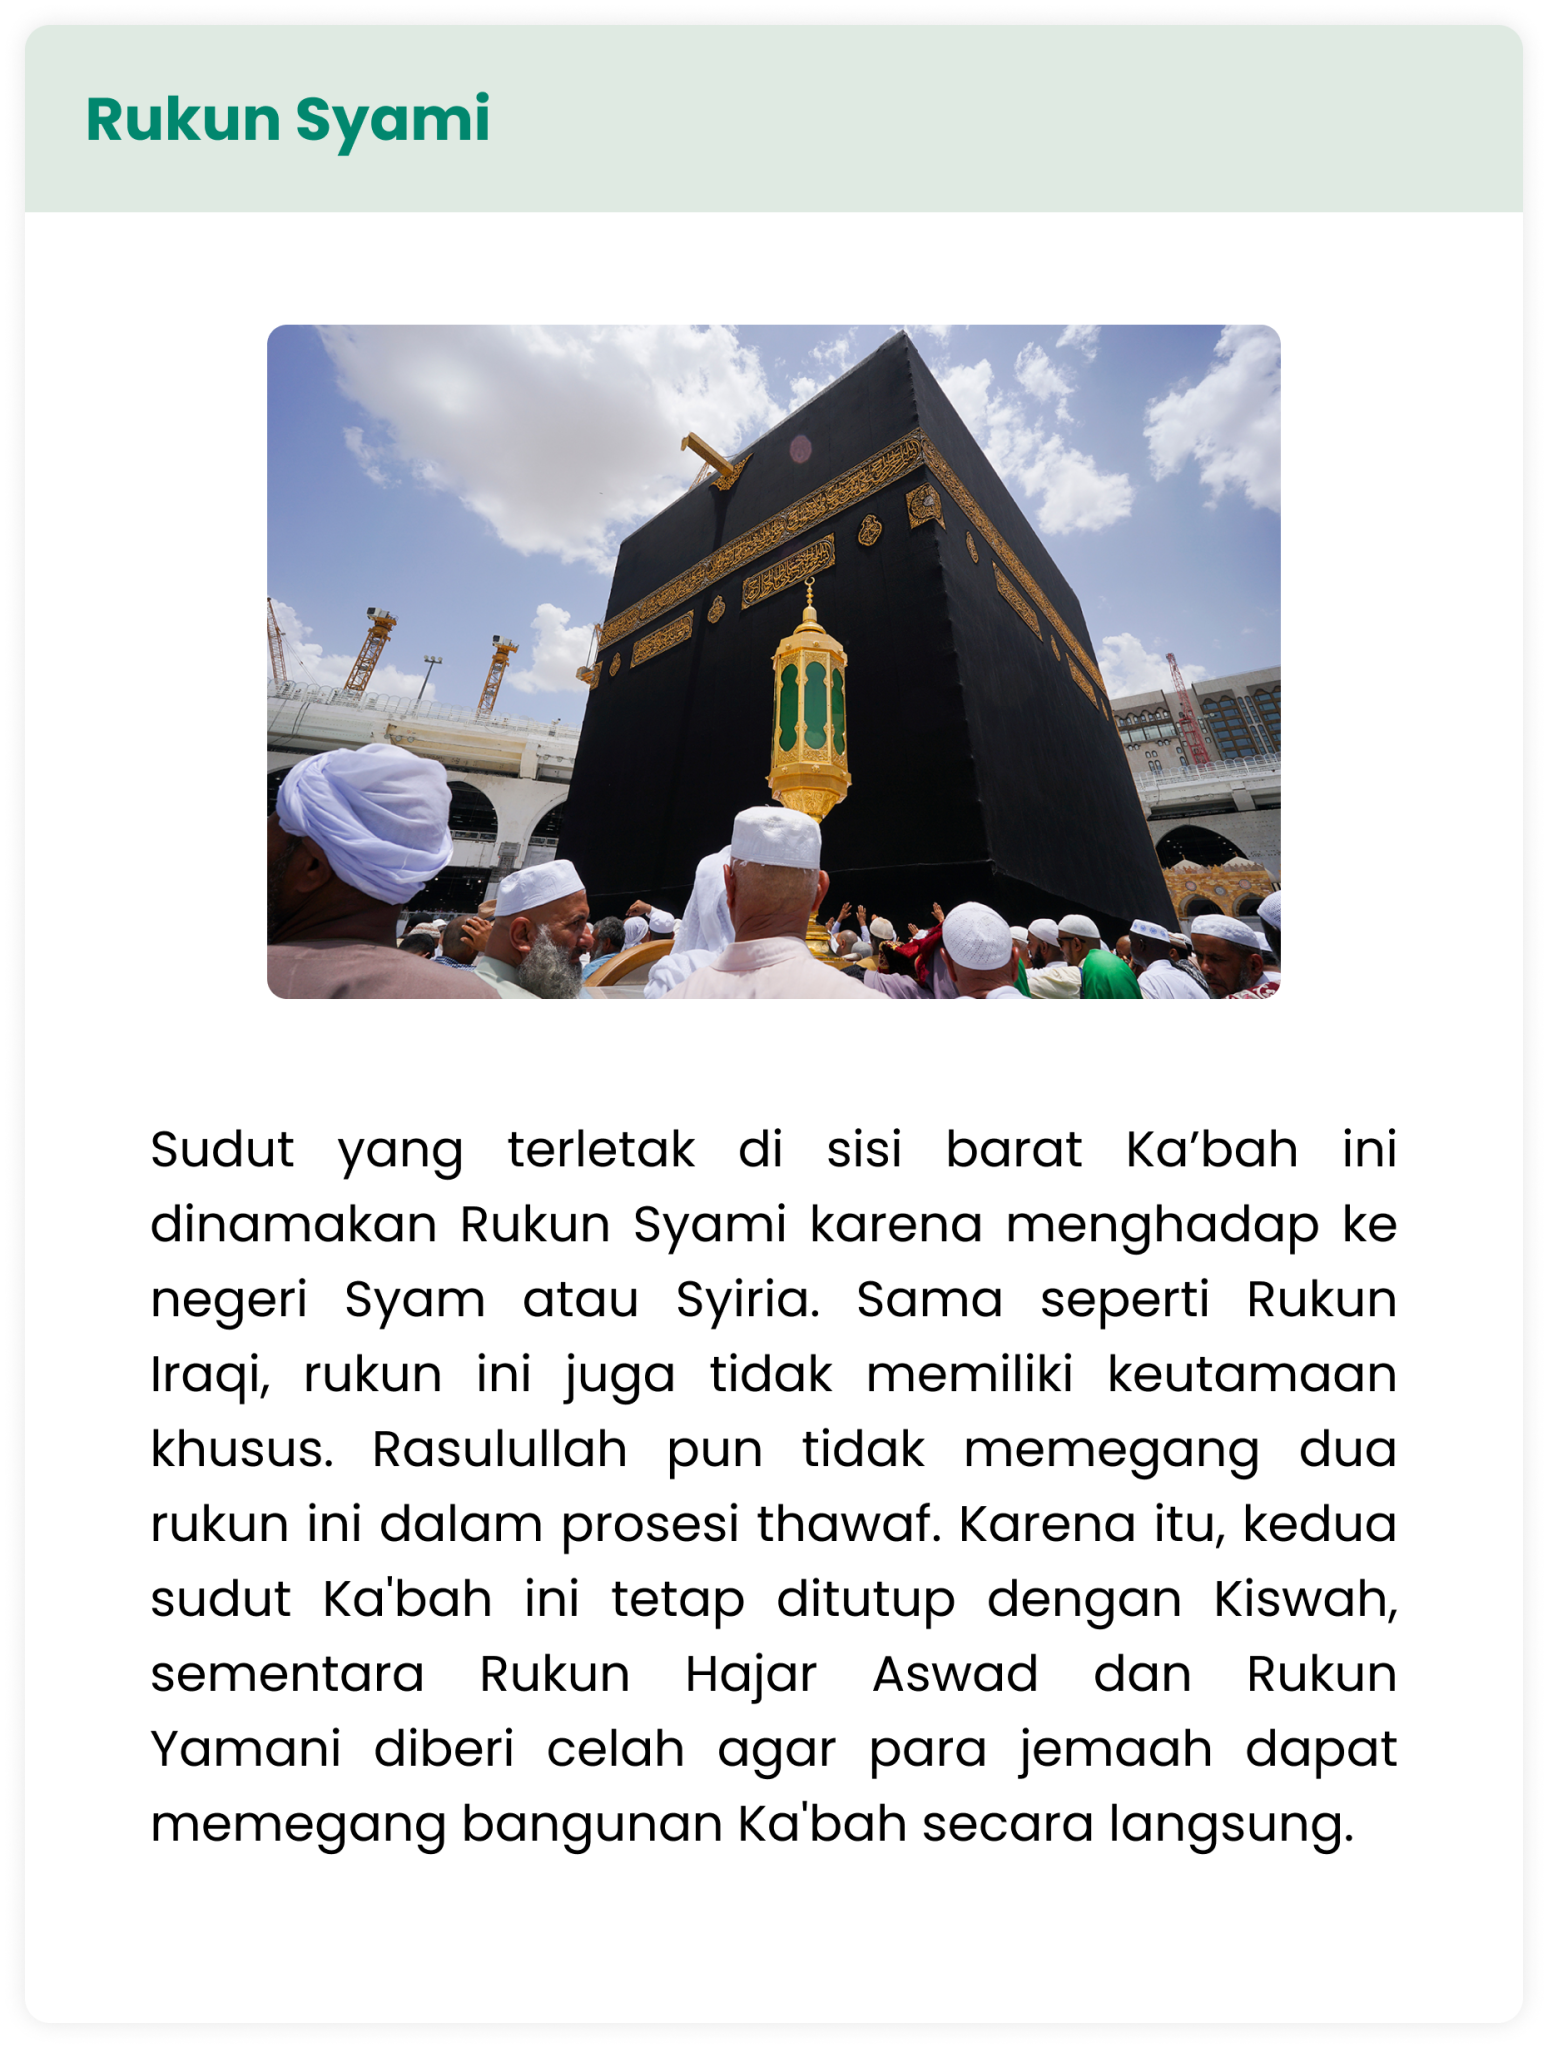 Rukun Syami
Sudut yang terletak di sisi barat Ka’bah ini
dinamakan Rukun Syami karena menghadap ke
negeri Syam atau Syiria. Sama seperti Rukun
Iraqi, rukun ini juga tidak memiliki keutamaan
khusus. Rasulullah pun tidak memegang dua
rukun ini dalam prosesi thawaf. Karena itu, kedua
sudut Ka'bah ini tetap ditutup dengan Kiswah,
sementara Rukun Hajar Aswad dan Rukun
Yamani diberi celah agar para jemaah dapat
memegang bangunan Ka'bah secara langsung.